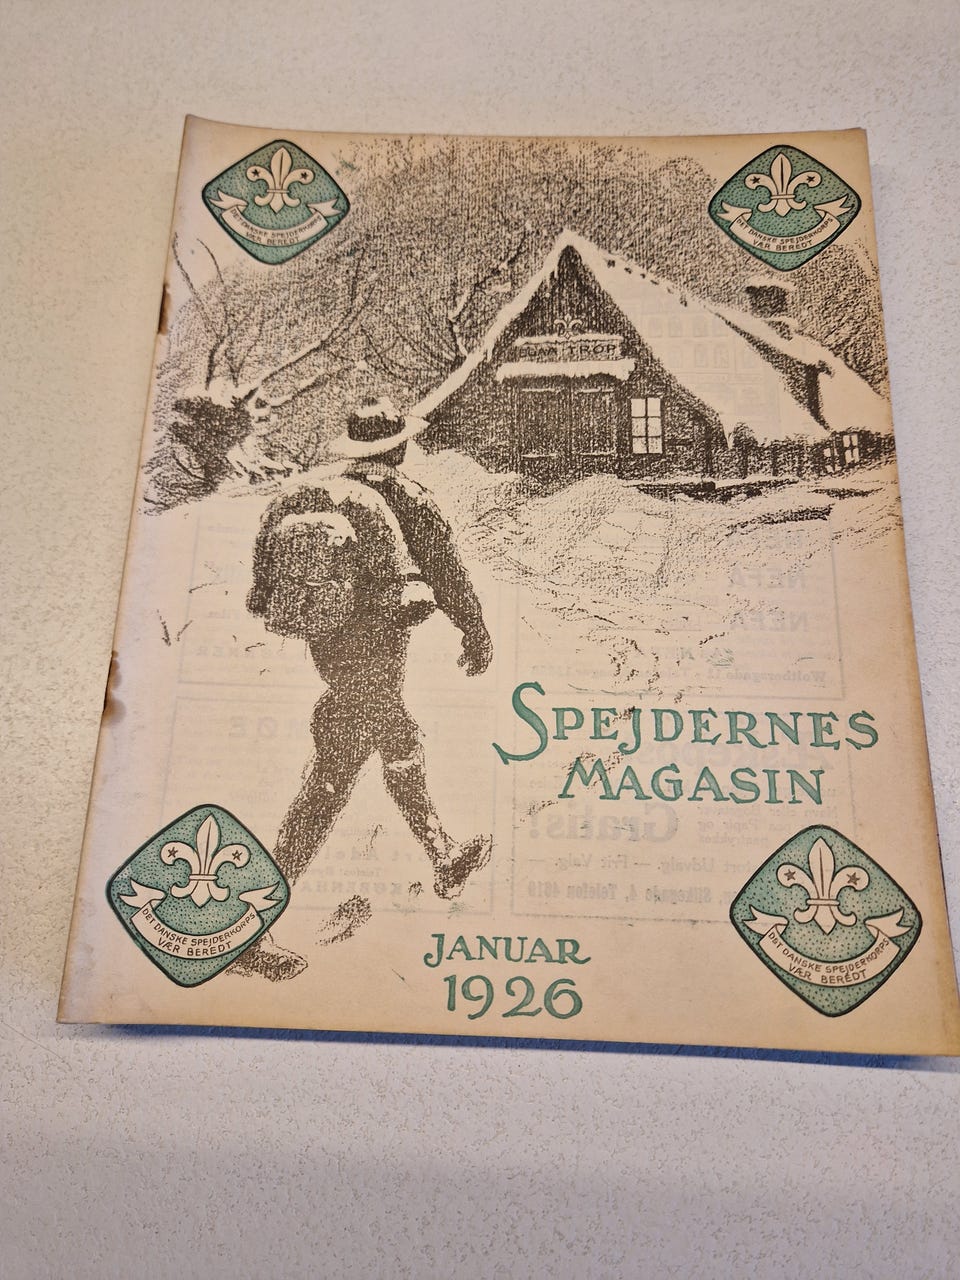 DET DANSKE SPEJDERKORPS
VÆR BEREDT
DET DANSKE SPEJDERKORPS
VÆR BEREDT
TROP
SPEJDERNES
MAGASIN
DET DANSKE SPEJDERKORPS
VÆR BEREDT
DET DANSKE SPEJDERKORPS
VÆR BEREDT
JANUAR
1926